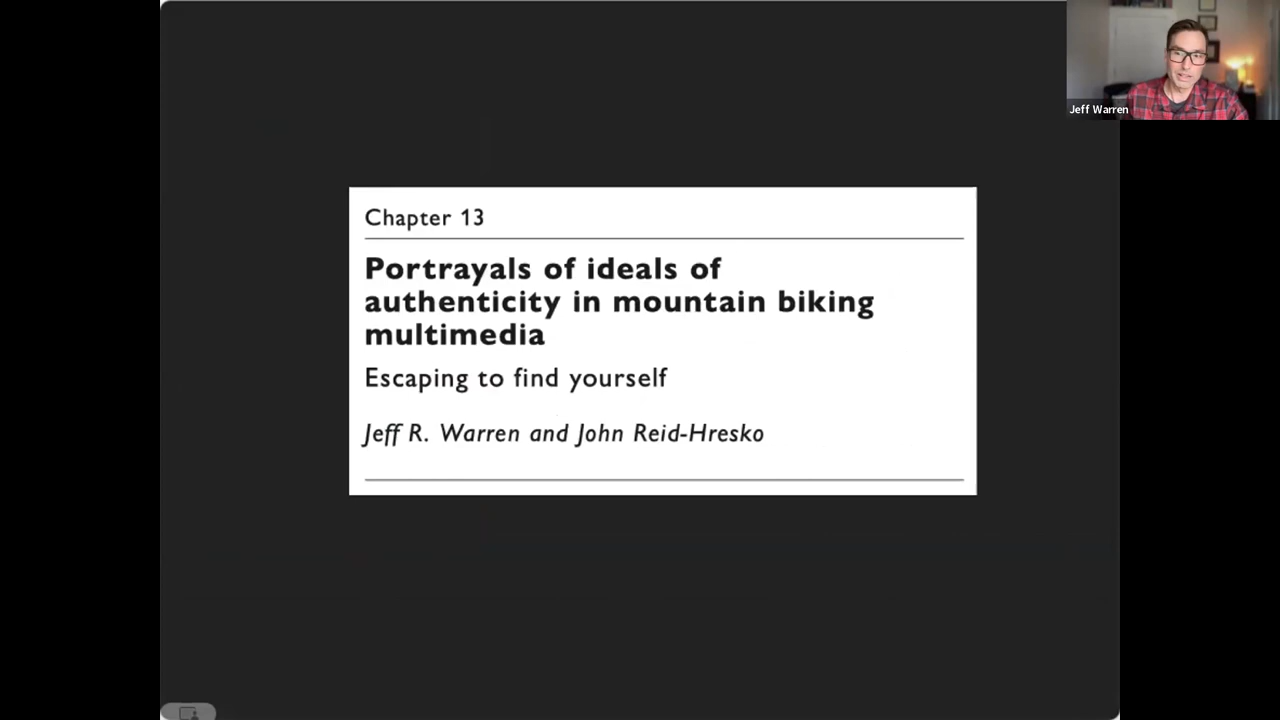 Jeff Warren
Chapter 13
Portrayals of ideals of
authenticity in mountain biking
multimedia
Escaping to find yourself
Jeff R. Warren and John Reid-Hresko